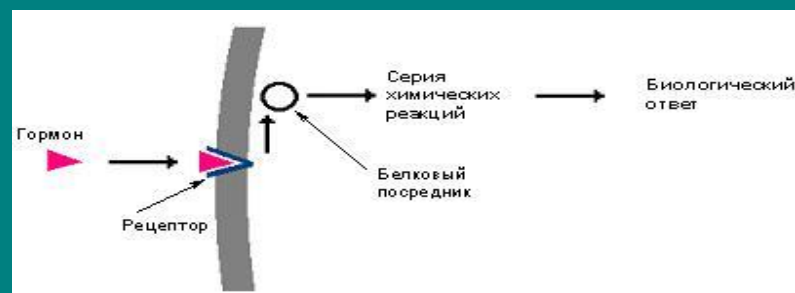 Гормон
Рецептор
Серия
химических
реакций
Белковый
посредник
Биологический
ответ